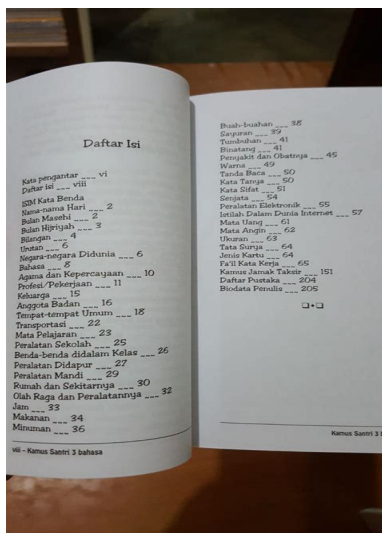 Daftar Isi
Kata pengantar ___ vi
Daftar isi ___ viii
ISIM Kata Benda
Nama-nama Hari ___ 2
Bulan Masehi ___ 2
Bulan Hijriyah ___ 3
Bilangan ___ 4
Urutan ___ 6
Negara-negara Didunia ___ 6
Bahasa ___ 8
Agama dan Kepercayaan ___ 10
Profesi/Pekerjaan ___ 11
Keluarga ___ 15
Anggota Badan ___ 16
Tempat-tempat Umum ___ 18
Transportasi ___ 22
Mata Pelajaran ___ 23
Peralatan Sekolah ___ 25
Benda-benda didalam Kelas ___ 26
Peralatan Didapur ___ 27
Peralatan Mandi ___ 29
Rumah dan Sekitarnya ___ 30
Olah Raga dan Peralatannya ___ 32
Jam ___ 33
Makanan ___ 34
Minuman ___ 36
viii – Kamus Santri 3 bahasa
Buah-buahan ___ 38
Sayuran ___ 39
Tumbuhan ___ 41
Binatang ___ 41
Penyakit dan Obatnya ___ 45
Warna ___ 49
Tanda Baca ___ 50
Kata Tanya ___ 50
Kata Sifat ___ 51
Senjata ___ 54
Peralatan Elektronik ___ 55
Istilah Dalam Dunia Internet ___ 57
Mata Uang ___ 61
Mata Angin ___ 62
Ukuran ___ 63
Tata Surya ___ 64
Jenis Kartu ___ 64
Fa'il Kata Kerja ___ 65
Kamus Jamak Taksir ___ 151
Daftar Pustaka ___ 204
Biodata Penulis ___ 205
Kamus Santri 3